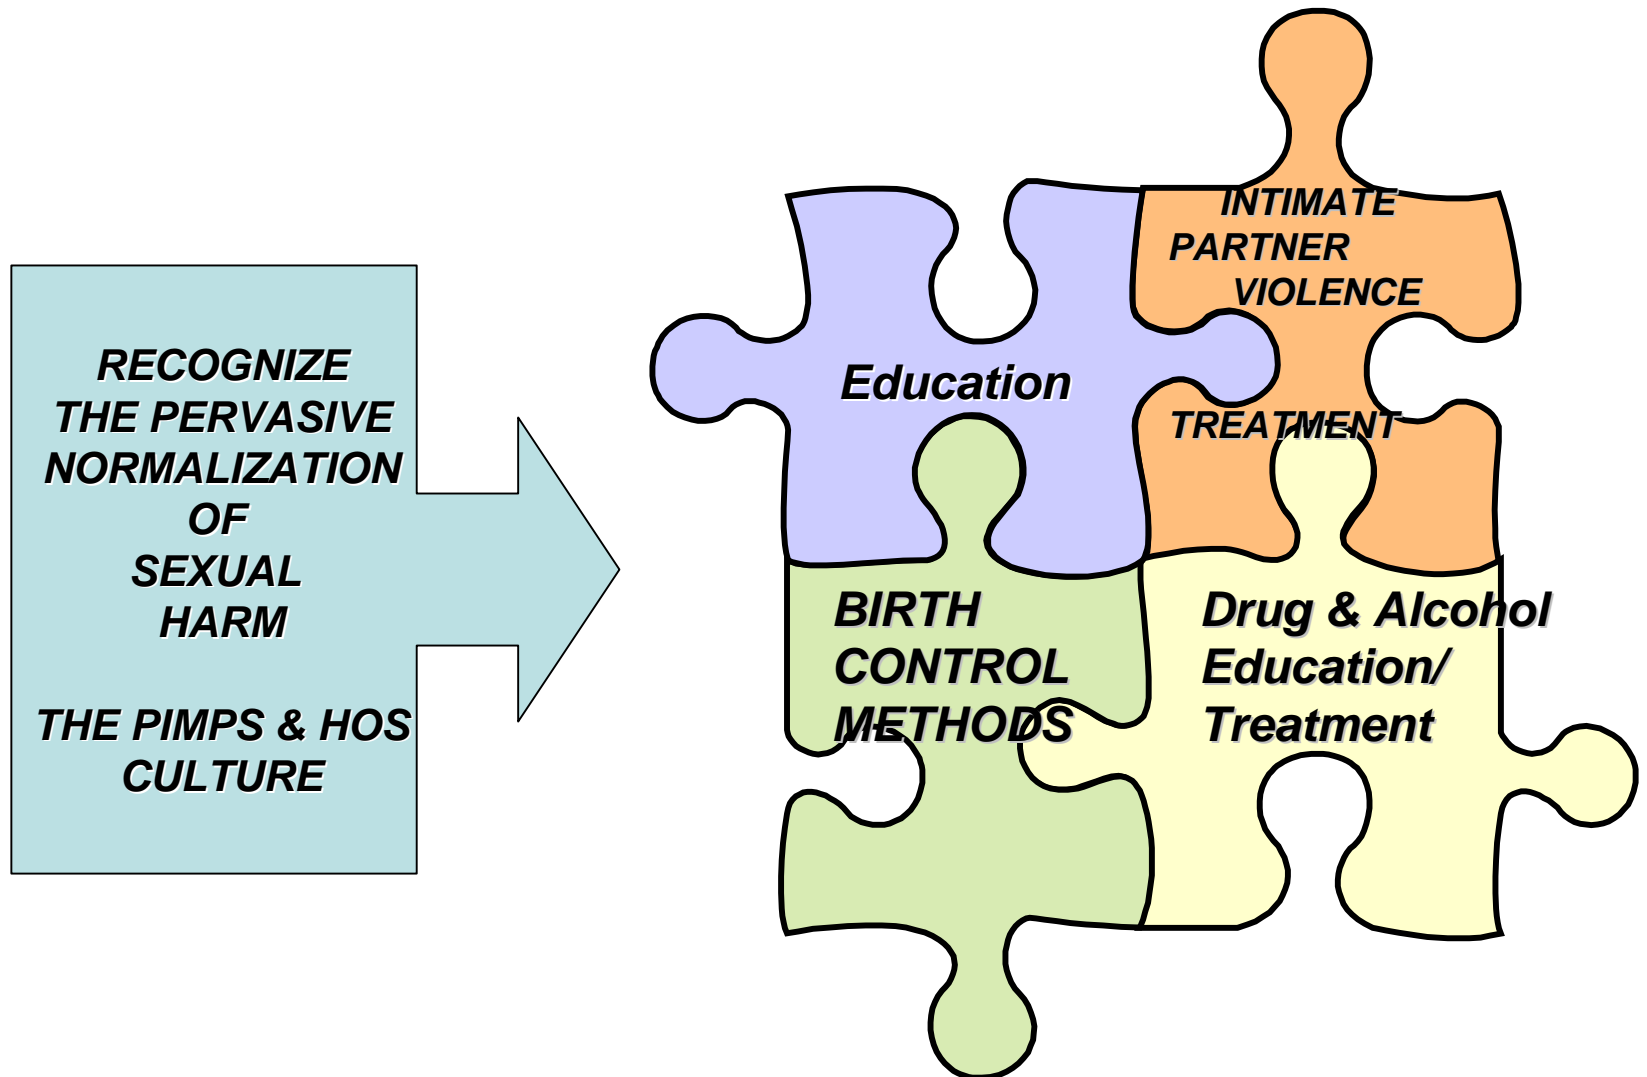 RECOGNIZE
THE PERVASIVE
NORMALIZATION
OF
SEXUAL
HARM
THE PIMPS & HOS
CULTURE
Education
INTIMATE
PARTNER
VIOLENCE
TREATMENT
BIRTH
CONTROL
METHODS
Drug & Alcohol
Education/
Treatment